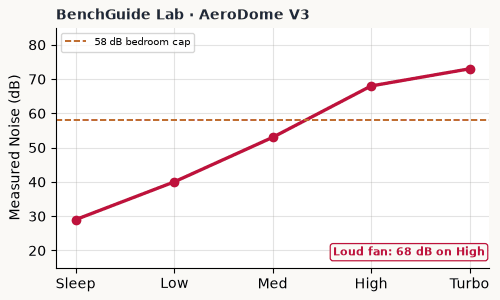 BenchGuide Lab · AeroDome V3
58 dB bedroom cap
Measured Noise (dB)
80
70
60
50
40
30
20
Loud fan: 68 dB on High
Sleep Low Med High Turbo